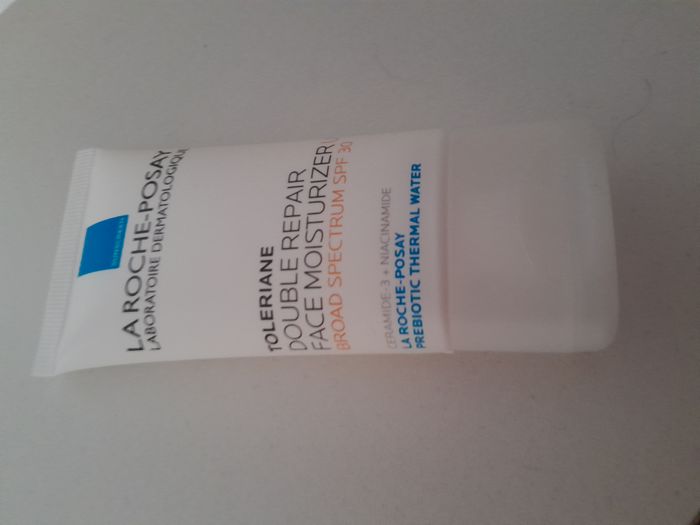 LA ROCHE-POSAY
LABORATOIRE DERMATOLOGIQUE
TOLERIANE
DOUBLE REPAIR
FACE MOISTURIZER
BROAD SPECTRUM SPF 30
CERAMIDE-3 + NIACINAMIDE
LA ROCHE-POSAY
PREBIOTIC THERMAL WATER